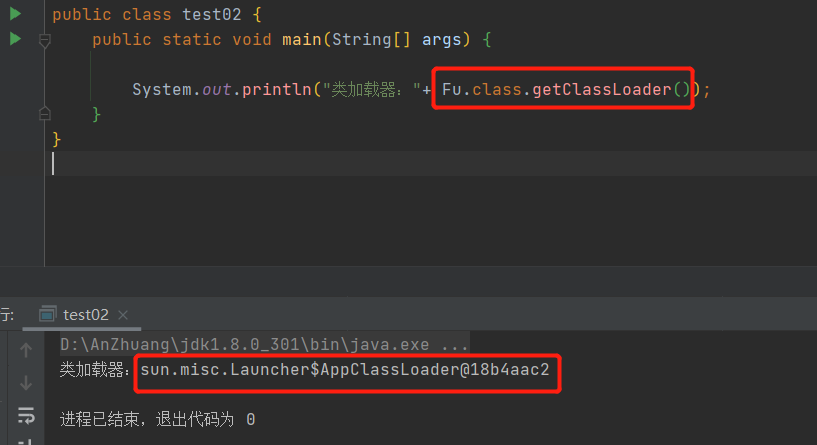 public class test02 {
public static void main(String[] args) {
System.out.println("类加载器："+ Fu.class.getClassLoader());
}
}
行: test02 ×
D:\AnZhuang\jdk1.8.0_301\bin\java.exe ...
类加载器：sun.misc.Launcher$AppClassLoader@18b4aac2
进程已结束，退出代码为 0